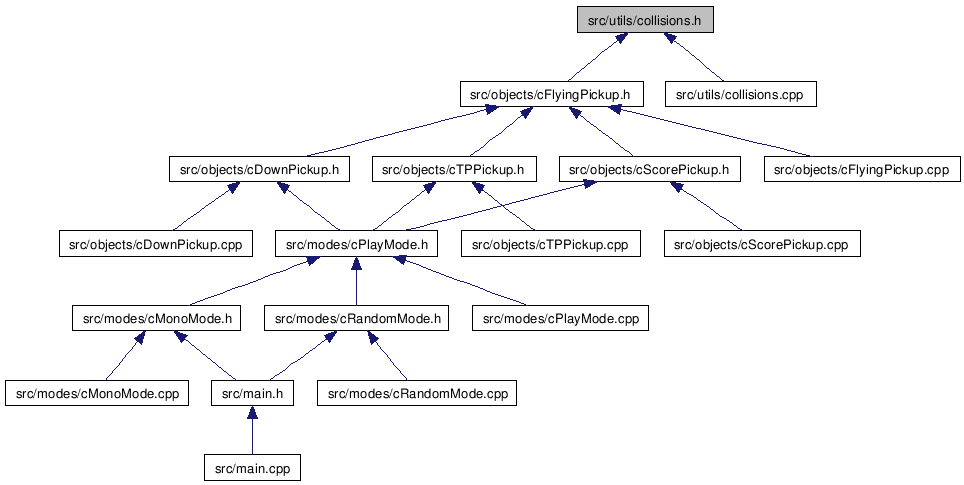 src/utils/collisions.h
src/objects/cFlyingPickup.h
src/utils/collisions.cpp
src/objects/cDownPickup.h
src/objects/cTPPickup.h
src/objects/cScorePickup.h
src/objects/cFlyingPickup.cpp
src/objects/cDownPickup.cpp
src/modes/cPlayMode.h
src/objects/cTPPickup.cpp
src/objects/cScorePickup.cpp
src/modes/cMonoMode.h
src/modes/cRandomMode.h
src/modes/cPlayMode.cpp
src/modes/cMonoMode.cpp
src/main.h
src/modes/cRandomMode.cpp
src/main.cpp